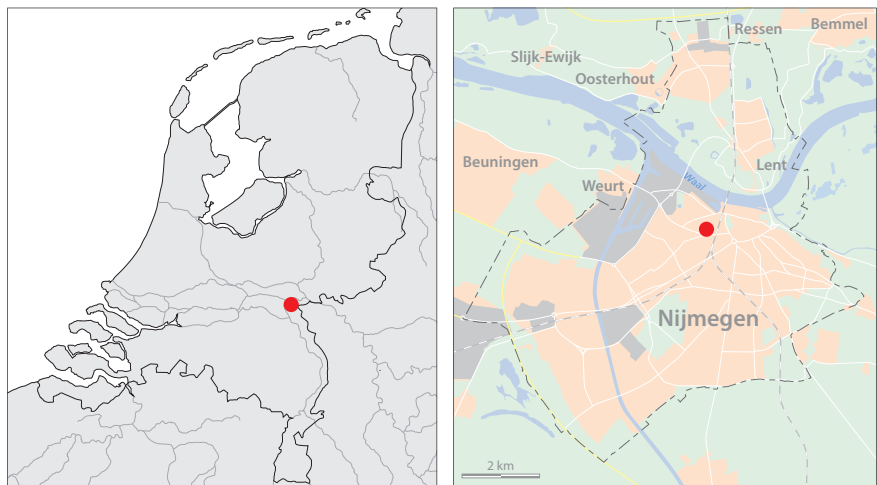 Ressen
Bemmel
Slijk-Ewijk
Oosterhout
Beuningen
Lent
Weurt
Waal
Nijmegen
2 km